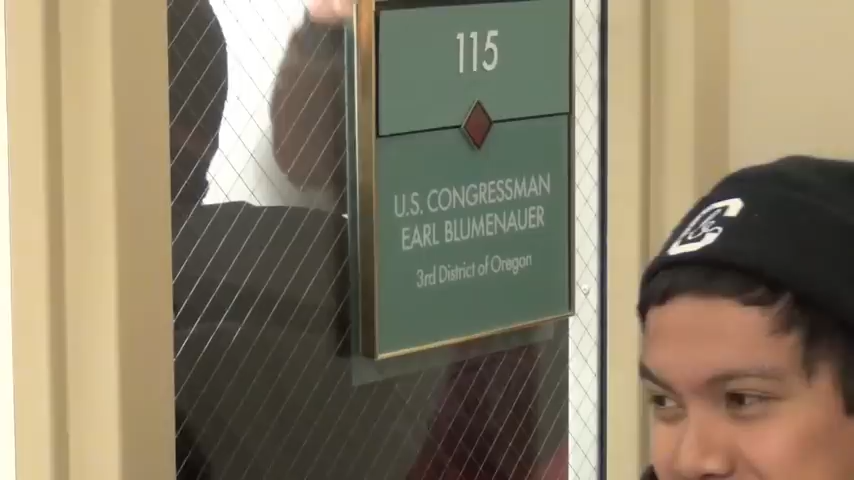 115
U.S. CONGRESSMAN
EARL BLUMENAUER
3rd District of Oregon
C&